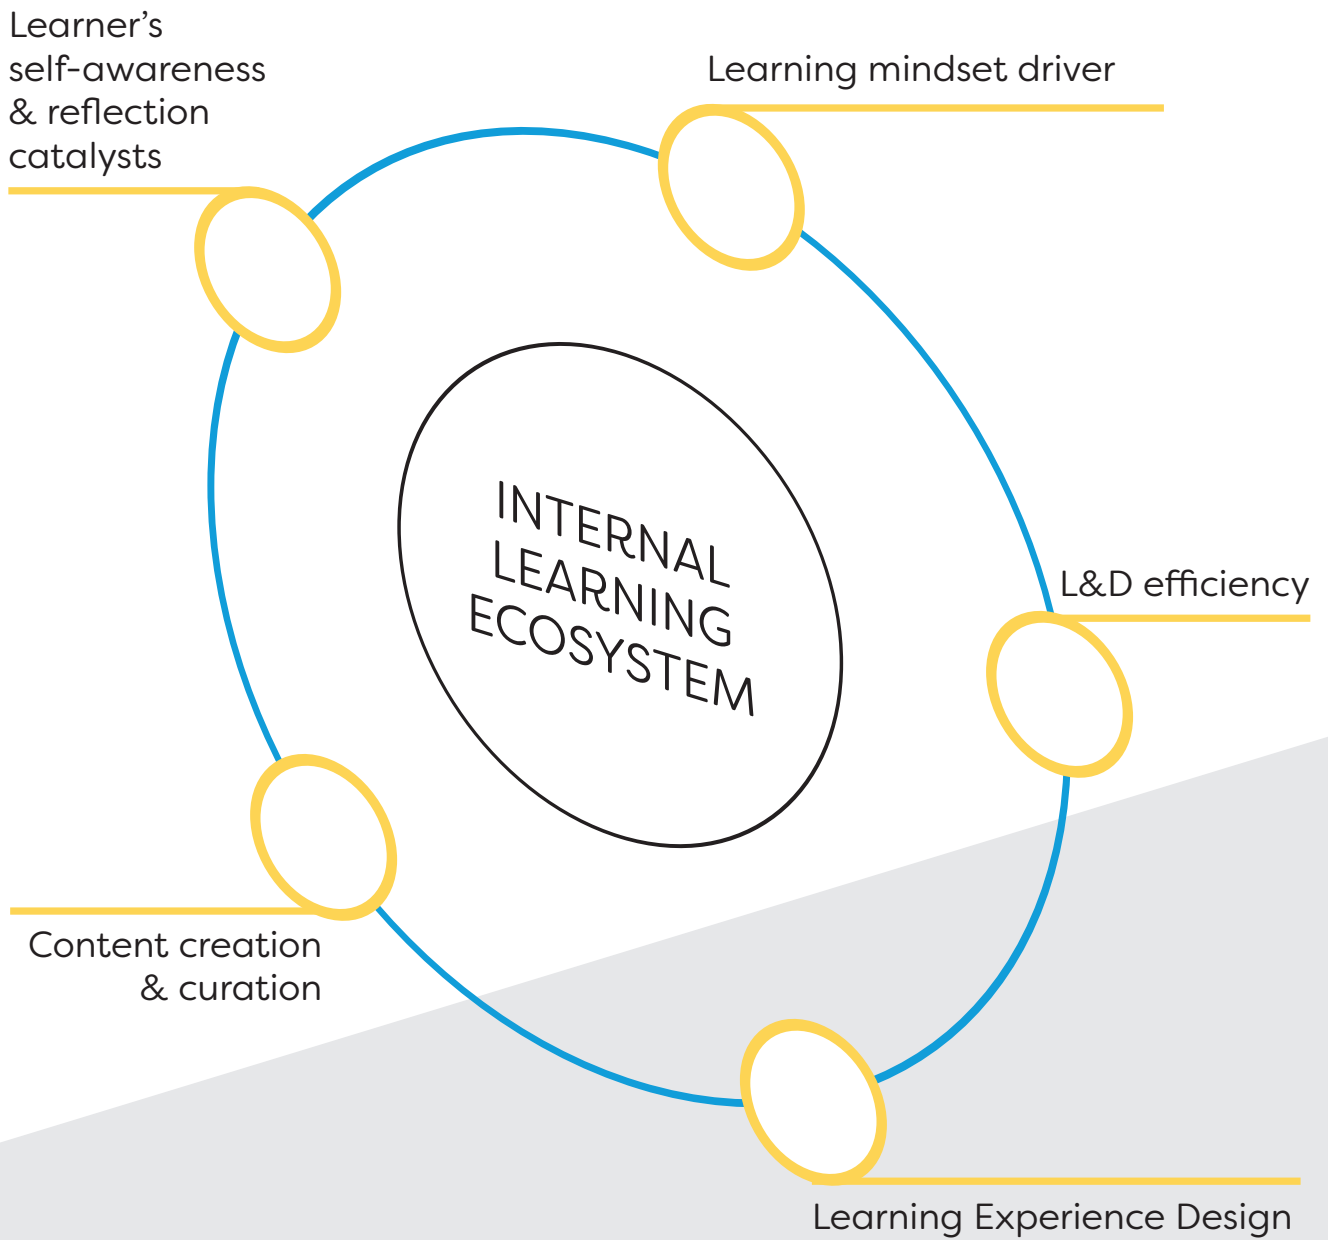 Learner’s
self-awareness
& reflection
catalysts
Learning mindset driver
INTERNAL
LEARNING
ECOSYSTEM
L&D efficiency
Content creation
& curation
Learning Experience Design